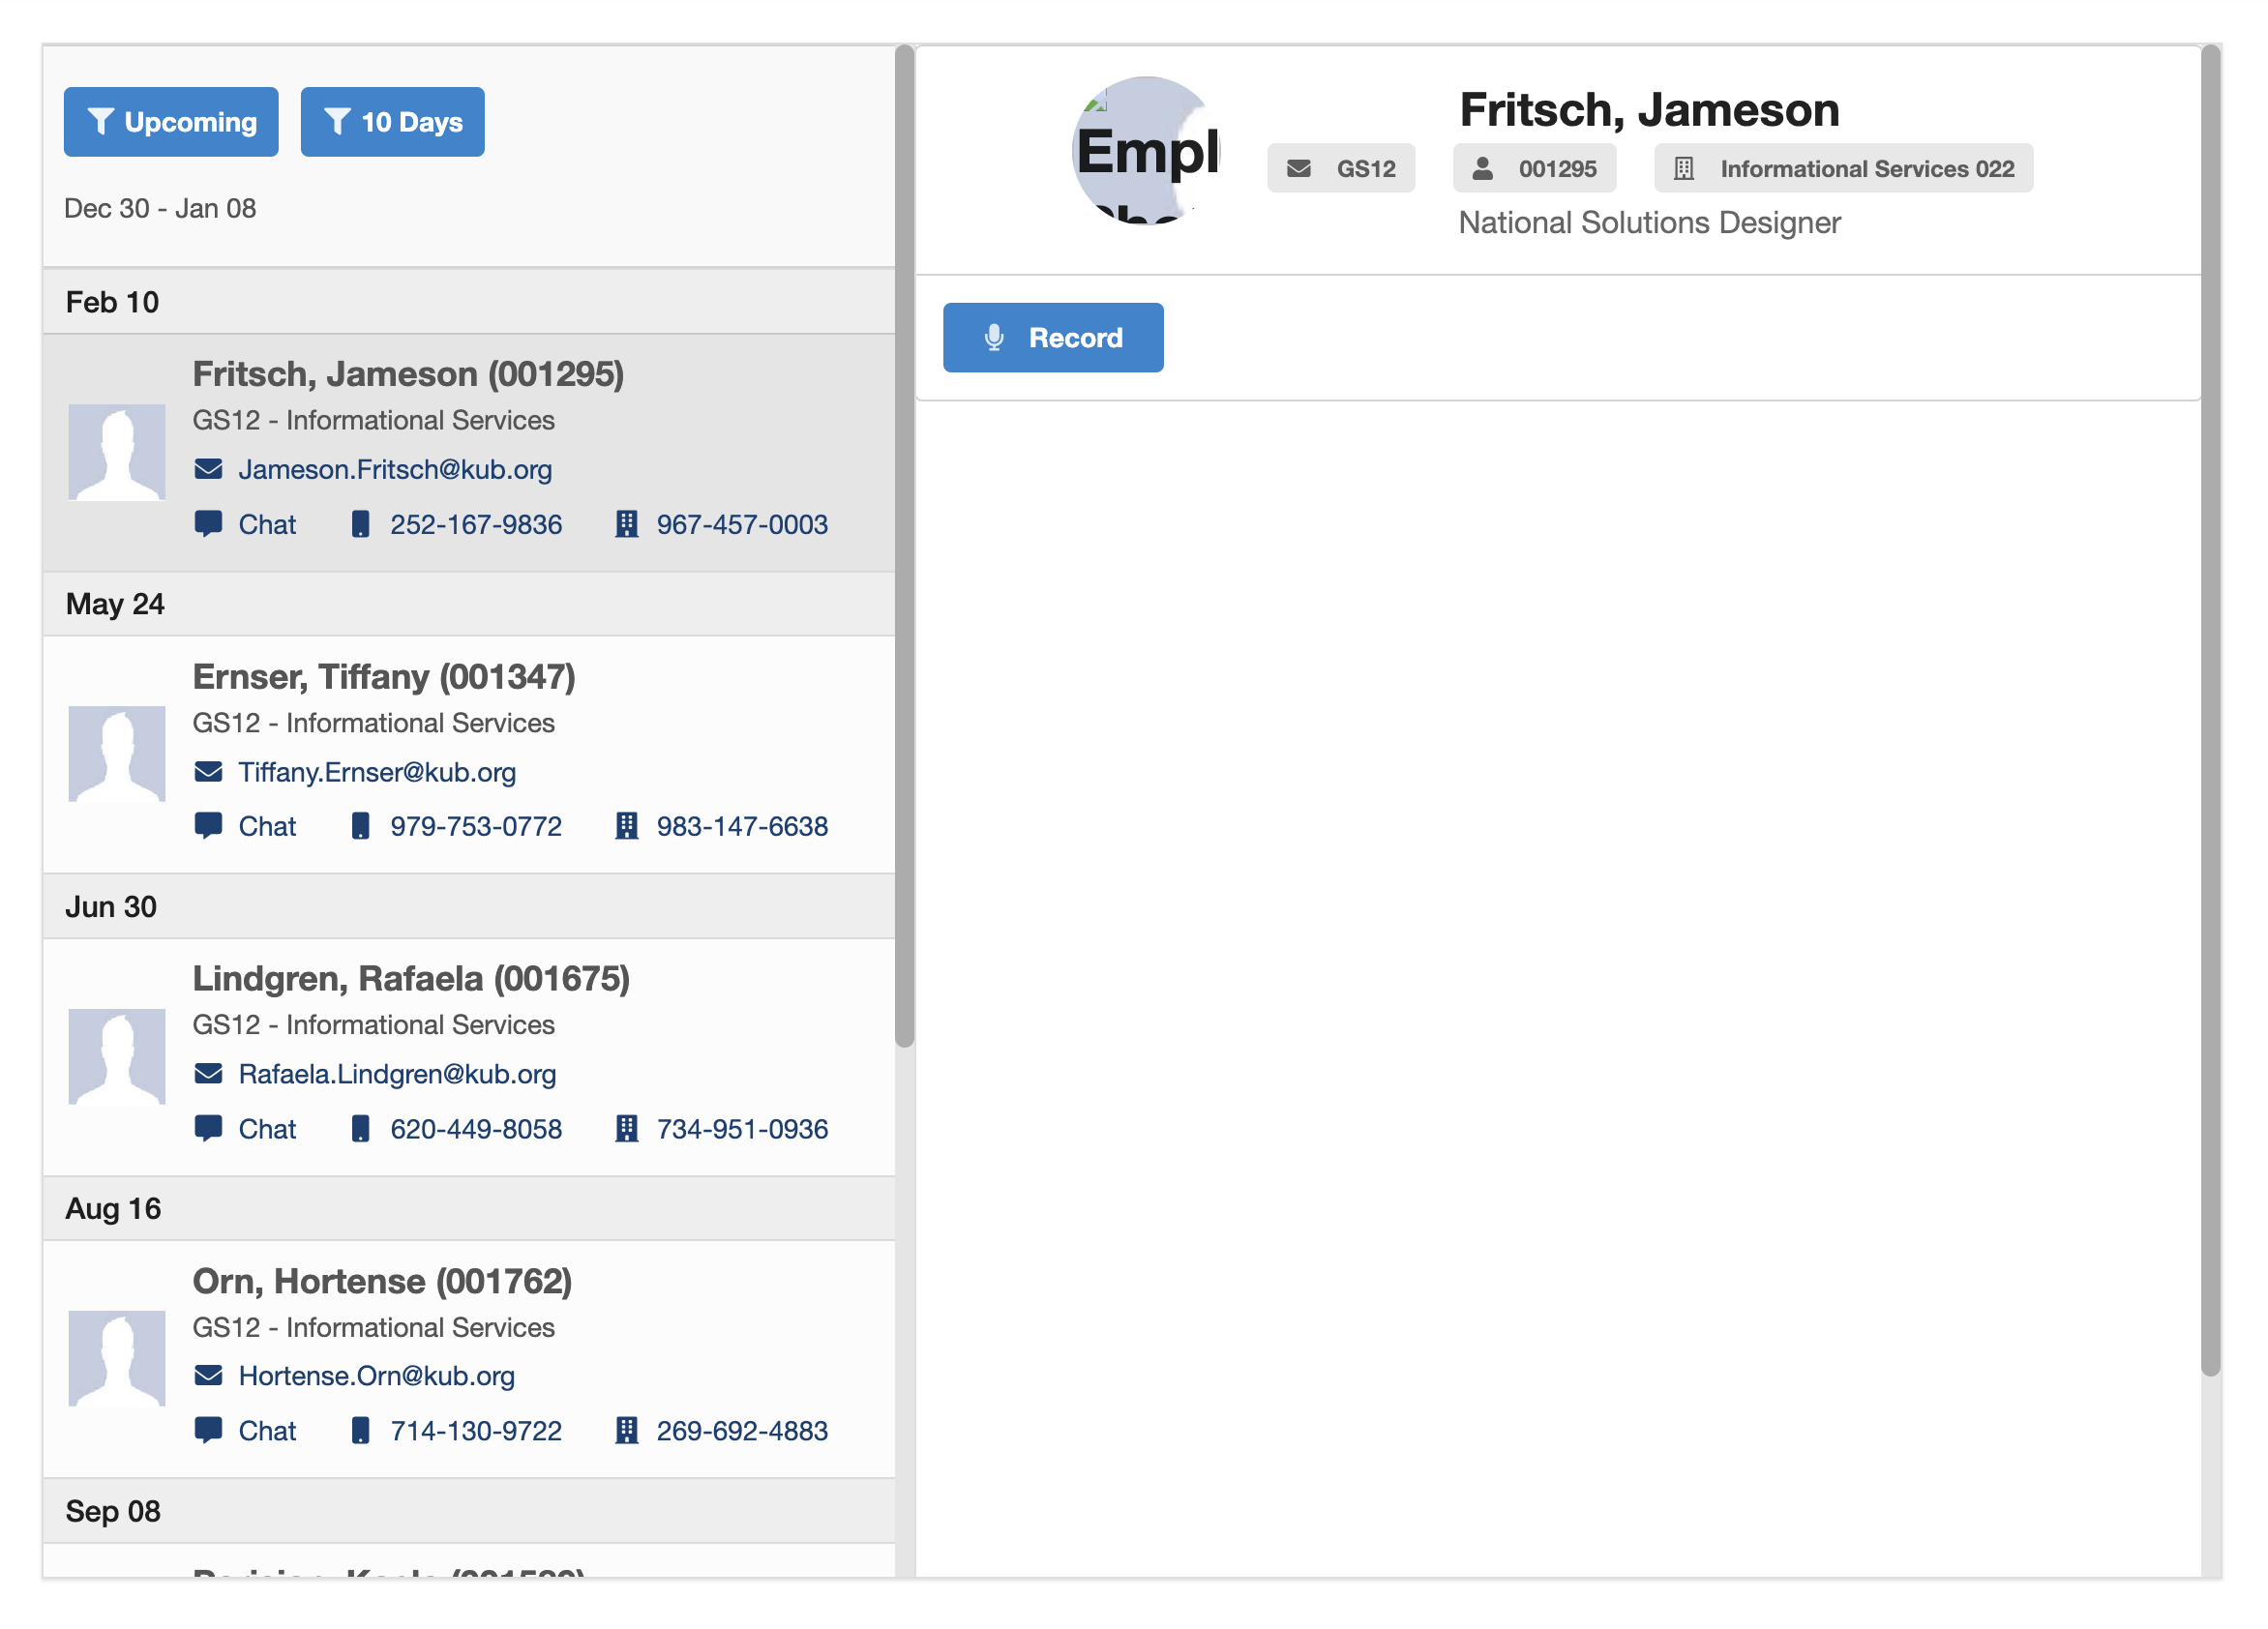 Upcoming 10 Days
Dec 30 - Jan 08
Feb 10
Fritsch, Jameson (001295)
GS12 - Informational Services
Jameson.Fritsch@kub.org
Chat 252-167-9836 967-457-0003
May 24
Ernser, Tiffany (001347)
GS12 - Informational Services
Tiffany.Ernser@kub.org
Chat 979-753-0772 983-147-6638
Jun 30
Lindgren, Rafaela (001675)
GS12 - Informational Services
Rafaela.Lindgren@kub.org
Chat 620-449-8058 734-951-0936
Aug 16
Orn, Hortense (001762)
GS12 - Informational Services
Hortense.Orn@kub.org
Chat 714-130-9722 269-692-4883
Sep 08
Empl
Fritsch, Jameson
GS12 001295 Informational Services 022
National Solutions Designer
Record